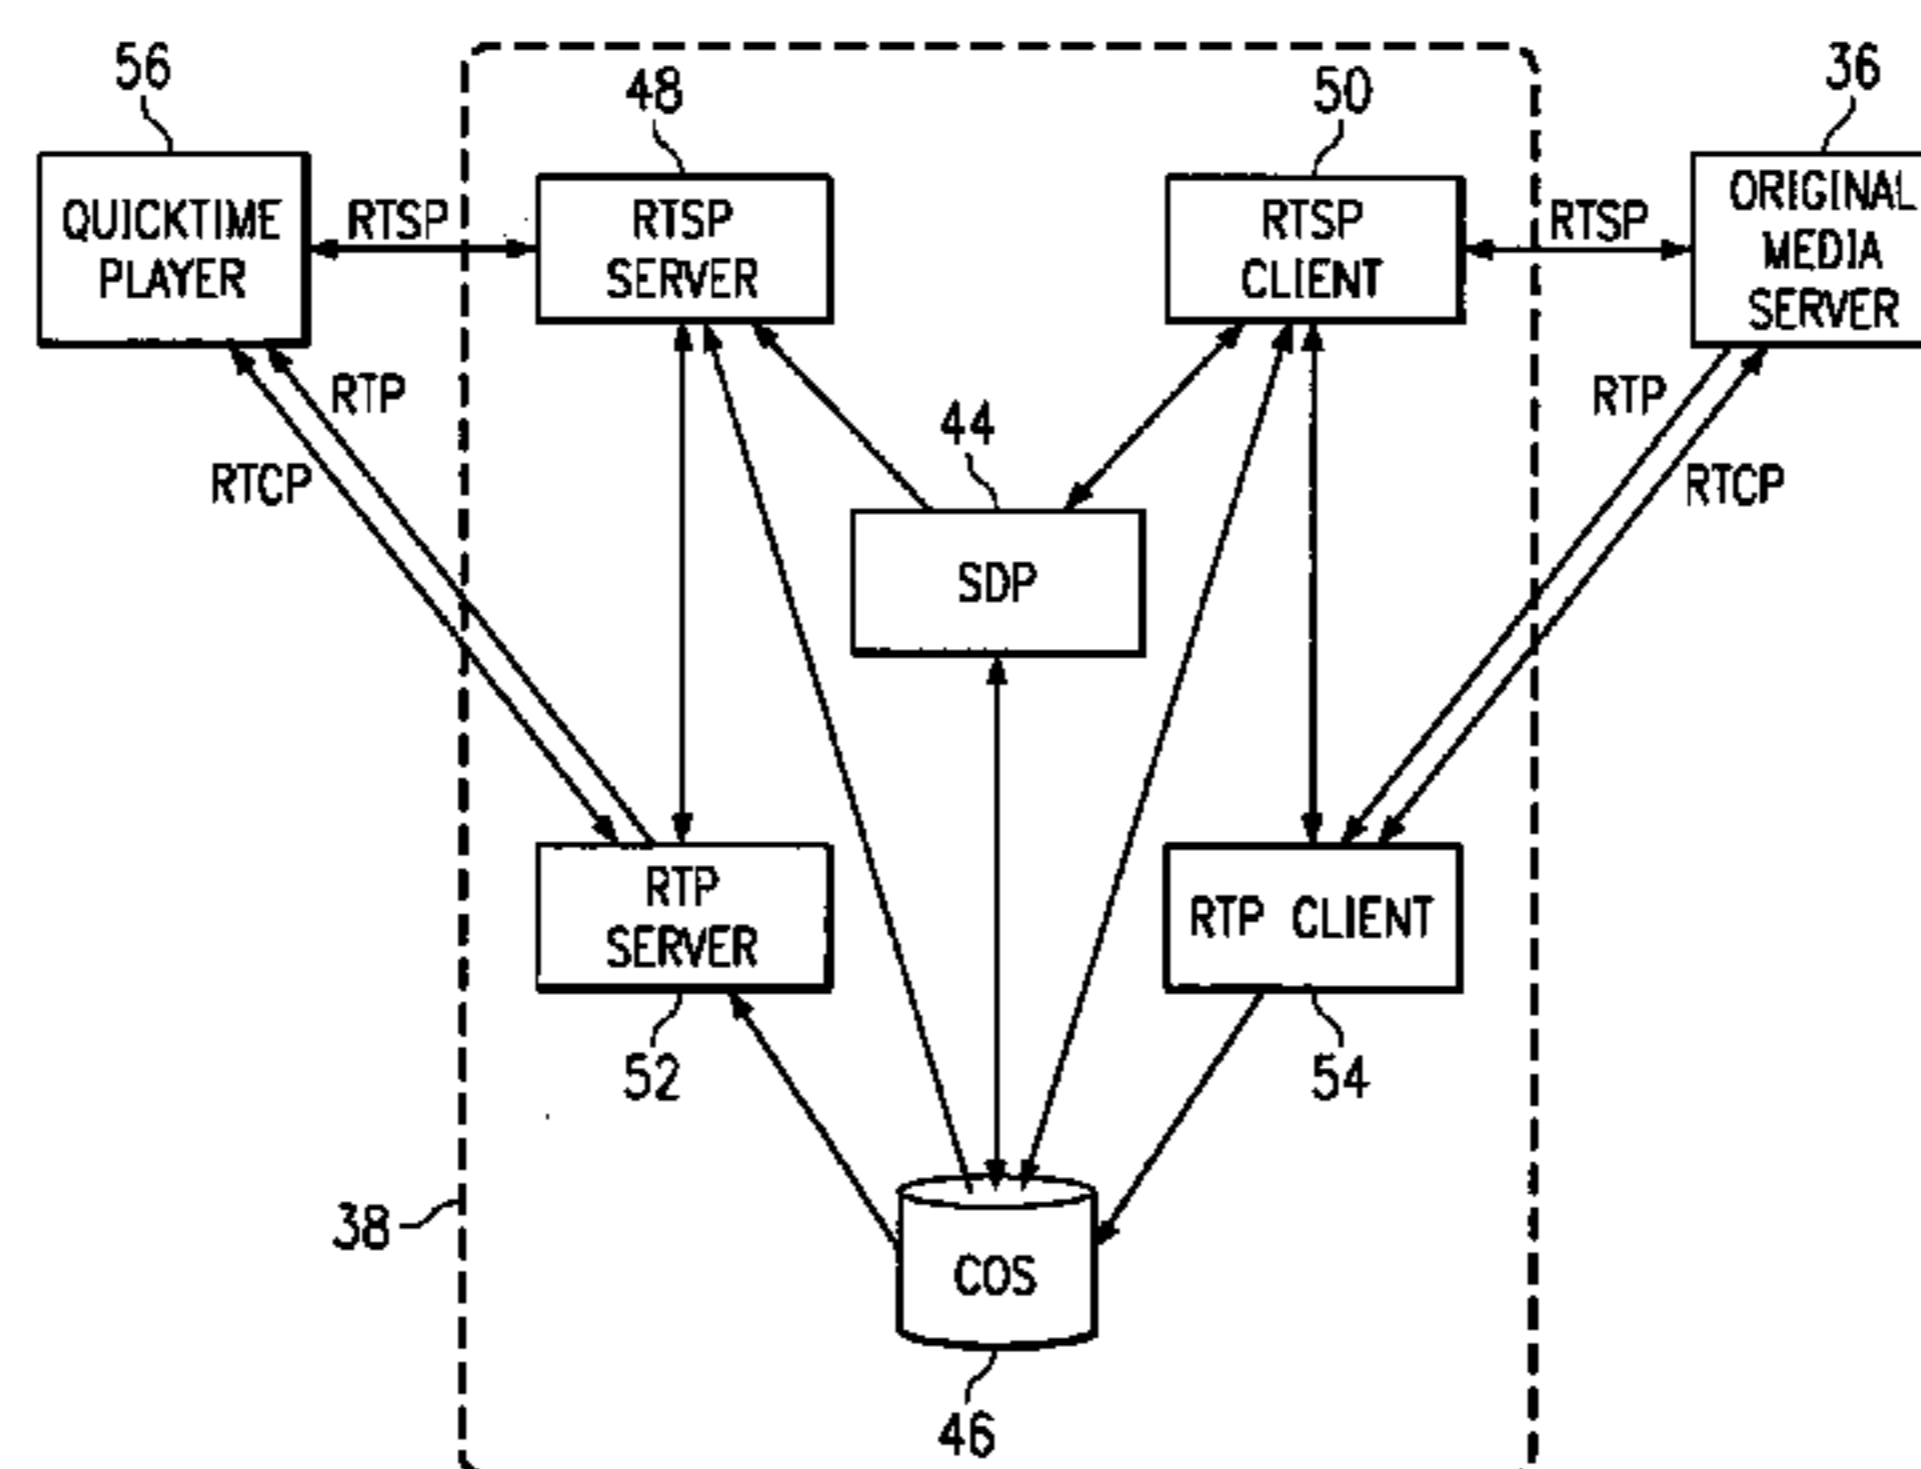 56
48
50
36
QUICKTIME
PLAYER
RTSP
RTSP
SERVER
RTSP
CLIENT
RTSP
ORIGINAL
MEDIA
SERVER
RTP
RTCP
44
SDP
RTP
RTCP
RTP
SERVER
RTP CLIENT
52
54
38
COS
46